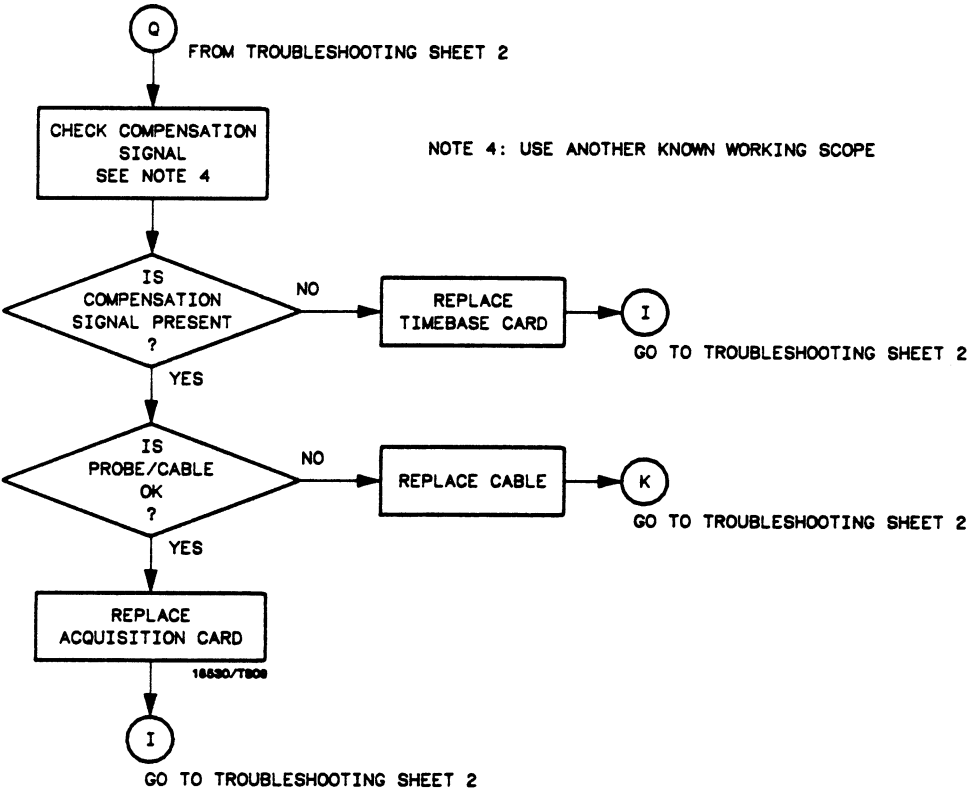 Q
FROM TROUBLESHOOTING SHEET 2
CHECK COMPENSATION
SIGNAL
SEE NOTE 4
NOTE 4: USE ANOTHER KNOWN WORKING SCOPE
IS
COMPENSATION
SIGNAL PRESENT
?
NO
REPLACE
TIMEBASE CARD
I
GO TO TROUBLESHOOTING SHEET 2
YES
IS
PROBE/CABLE
OK
?
NO
REPLACE CABLE
K
GO TO TROUBLESHOOTING SHEET 2
YES
REPLACE
ACQUISITION CARD
I
GO TO TROUBLESHOOTING SHEET 2